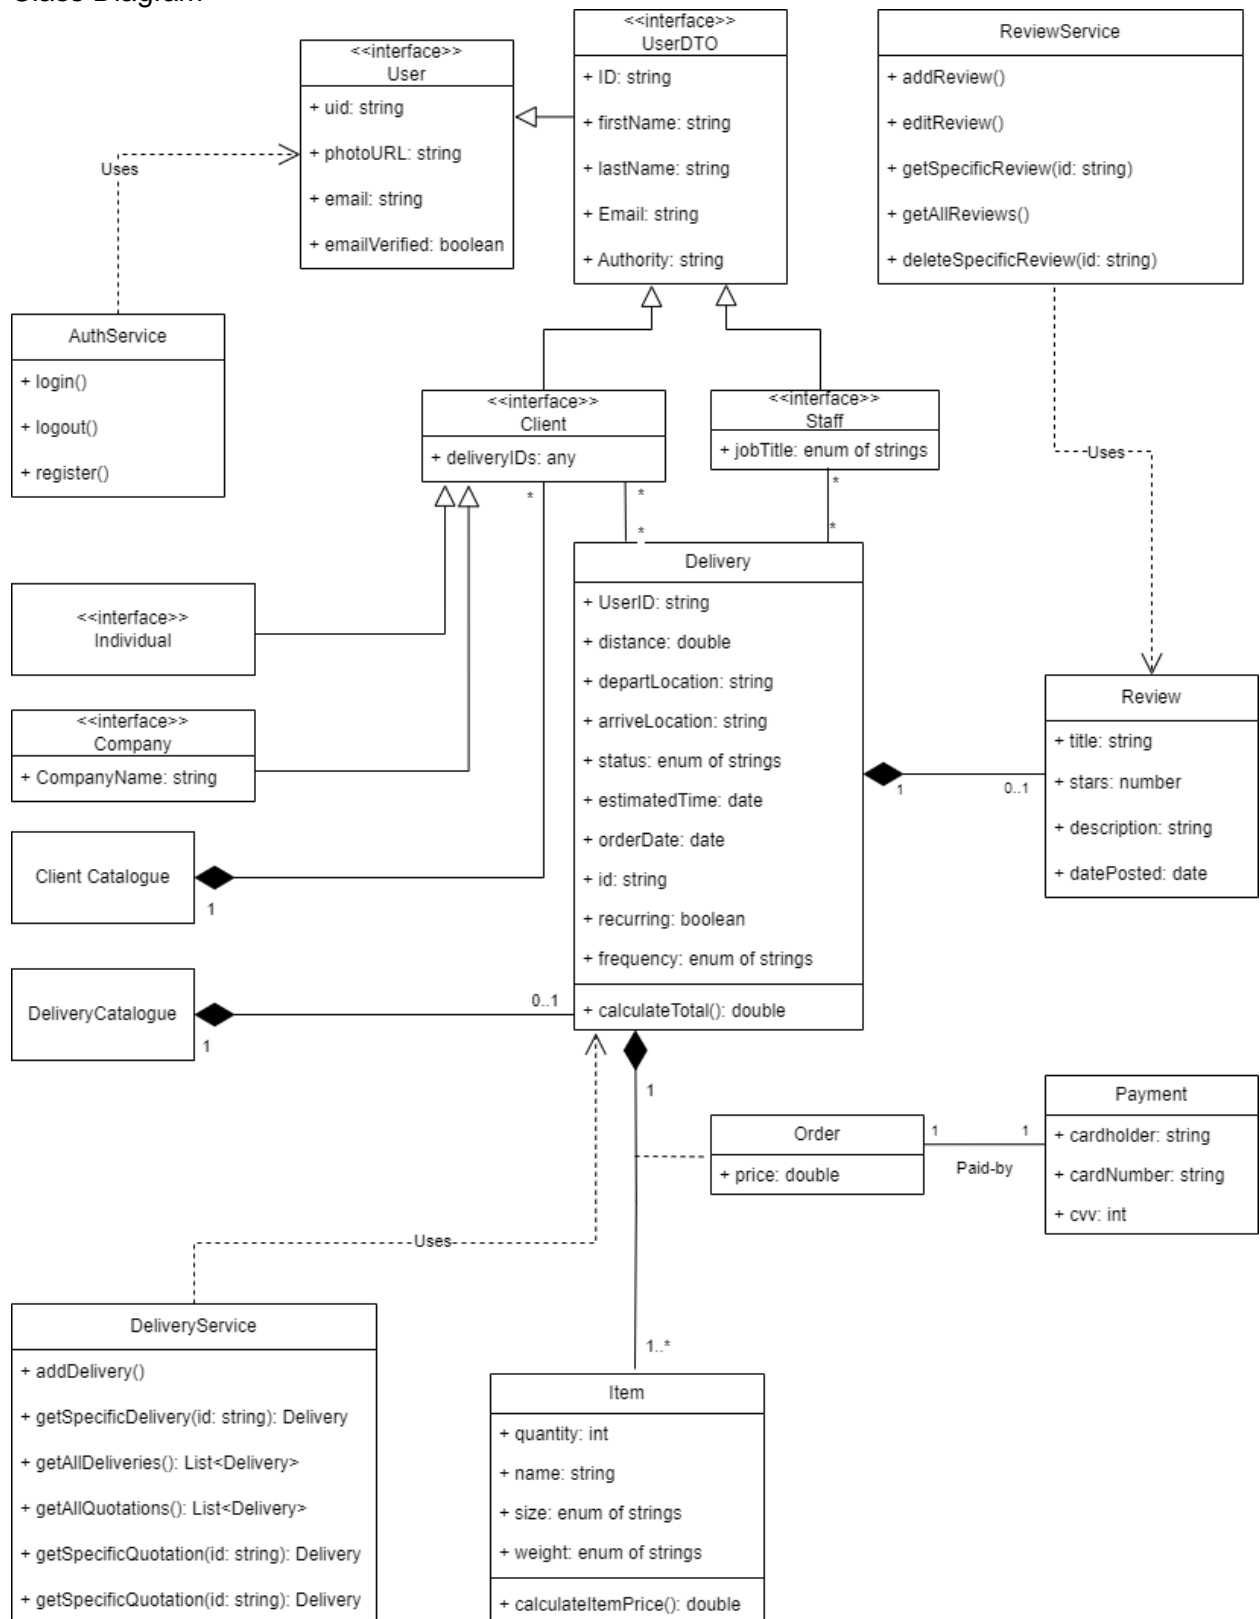 Class Diagram
<<interface>>
User
+ uid: string
+ photoURL: string
+ email: string
+ emailVerified: boolean
<<interface>>
UserDTO
+ ID: string
+ firstName: string
+ lastName: string
+ Email: string
+ Authority: string
ReviewService
+ addReview()
+ editReview()
+ getSpecificReview(id: string)
+ getAllReviews()
+ deleteSpecificReview(id: string)
Uses
AuthService
+ login()
+ logout()
+ register()
<<interface>>
Client
+ deliveryIDs: any
<<interface>>
Staff
+ jobTitle: enum of strings
Uses
*
*
*
*
*
<<interface>>
Individual
<<interface>>
Company
+ CompanyName: string
Client Catalogue
1
DeliveryCatalogue
1
0..1
Delivery
+ UserID: string
+ distance: double
+ departLocation: string
+ arriveLocation: string
+ status: enum of strings
+ estimatedTime: date
+ orderDate: date
+ id: string
+ recurring: boolean
+ frequency: enum of strings
+ calculateTotal(): double
1
0..1
Review
+ title: string
+ stars: number
+ description: string
+ datePosted: date
1
Order
+ price: double
1
1
Paid-by
Payment
+ cardholder: string
+ cardNumber: string
+ cvv: int
Uses
1..*
DeliveryService
+ addDelivery()
+ getSpecificDelivery(id: string): Delivery
+ getAllDeliveries(): List<Delivery>
+ getAllQuotations(): List<Delivery>
+ getSpecificQuotation(id: string): Delivery
+ getSpecificQuotation(id: string): Delivery
Item
+ quantity: int
+ name: string
+ size: enum of strings
+ weight: enum of strings
+ calculateItemPrice(): double